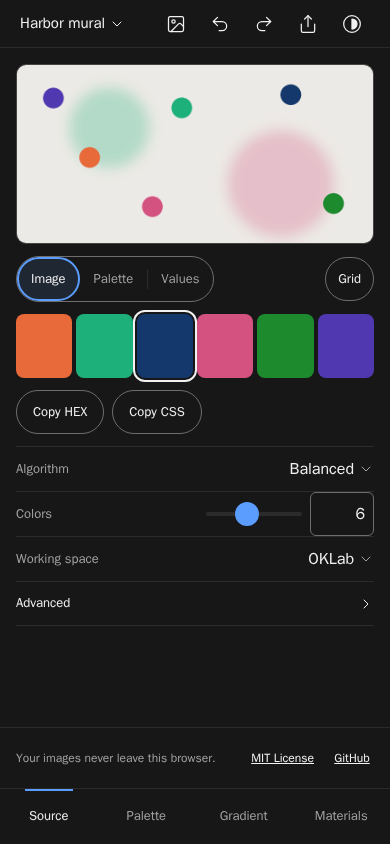 Harbor mural
Image Palette Values Grid
Copy HEX Copy CSS
Algorithm Balanced
Colors 6
Working space OKLab
Advanced
Your images never leave this browser. MIT License GitHub
Source Palette Gradient Materials